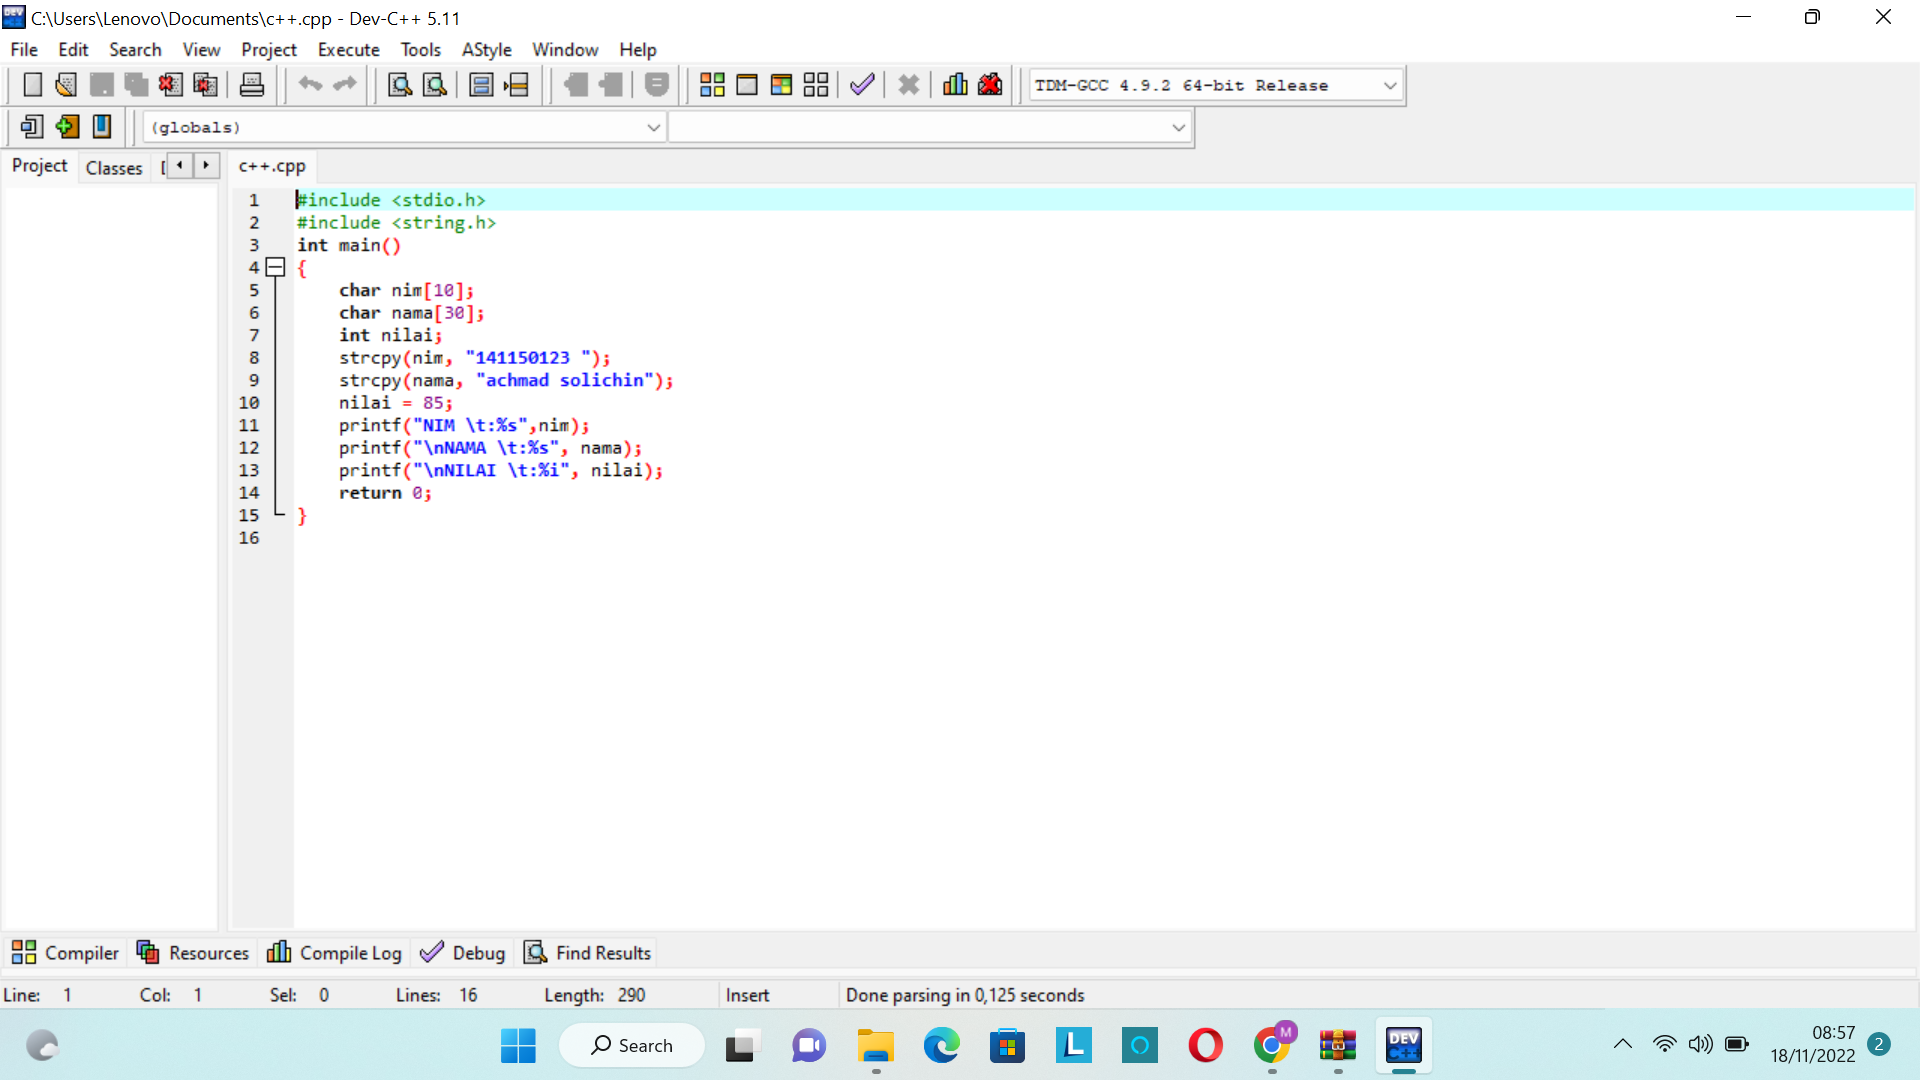 C:\Users\Lenovo\Documents\c++.cpp - Dev-C++ 5.11
File Edit Search View Project Execute Tools AStyle Window Help
TDM-GCC 4.9.2 64-bit Release
(globals)
Project Classes c++.cpp
1 #include <stdio.h>
2 #include <string.h>
3 int main()
4 {
5 char nim[10];
6 char nama[30];
7 int nilai;
8 strcpy(nim, "141150123 ");
9 strcpy(nama, "achmad solichin");
10 nilai = 85;
11 printf("NIM \t:%s",nim);
12 printf("\nNAMA \t:%s", nama);
13 printf("\nNILAI \t:%i", nilai);
14 return 0;
15 }
16
Compiler Resources Compile Log Debug Find Results
Line: 1 Col: 1 Sel: 0 Lines: 16 Length: 290 Insert Done parsing in 0,125 seconds
Search
M
L
DEV C++
08:57
18/11/2022
2